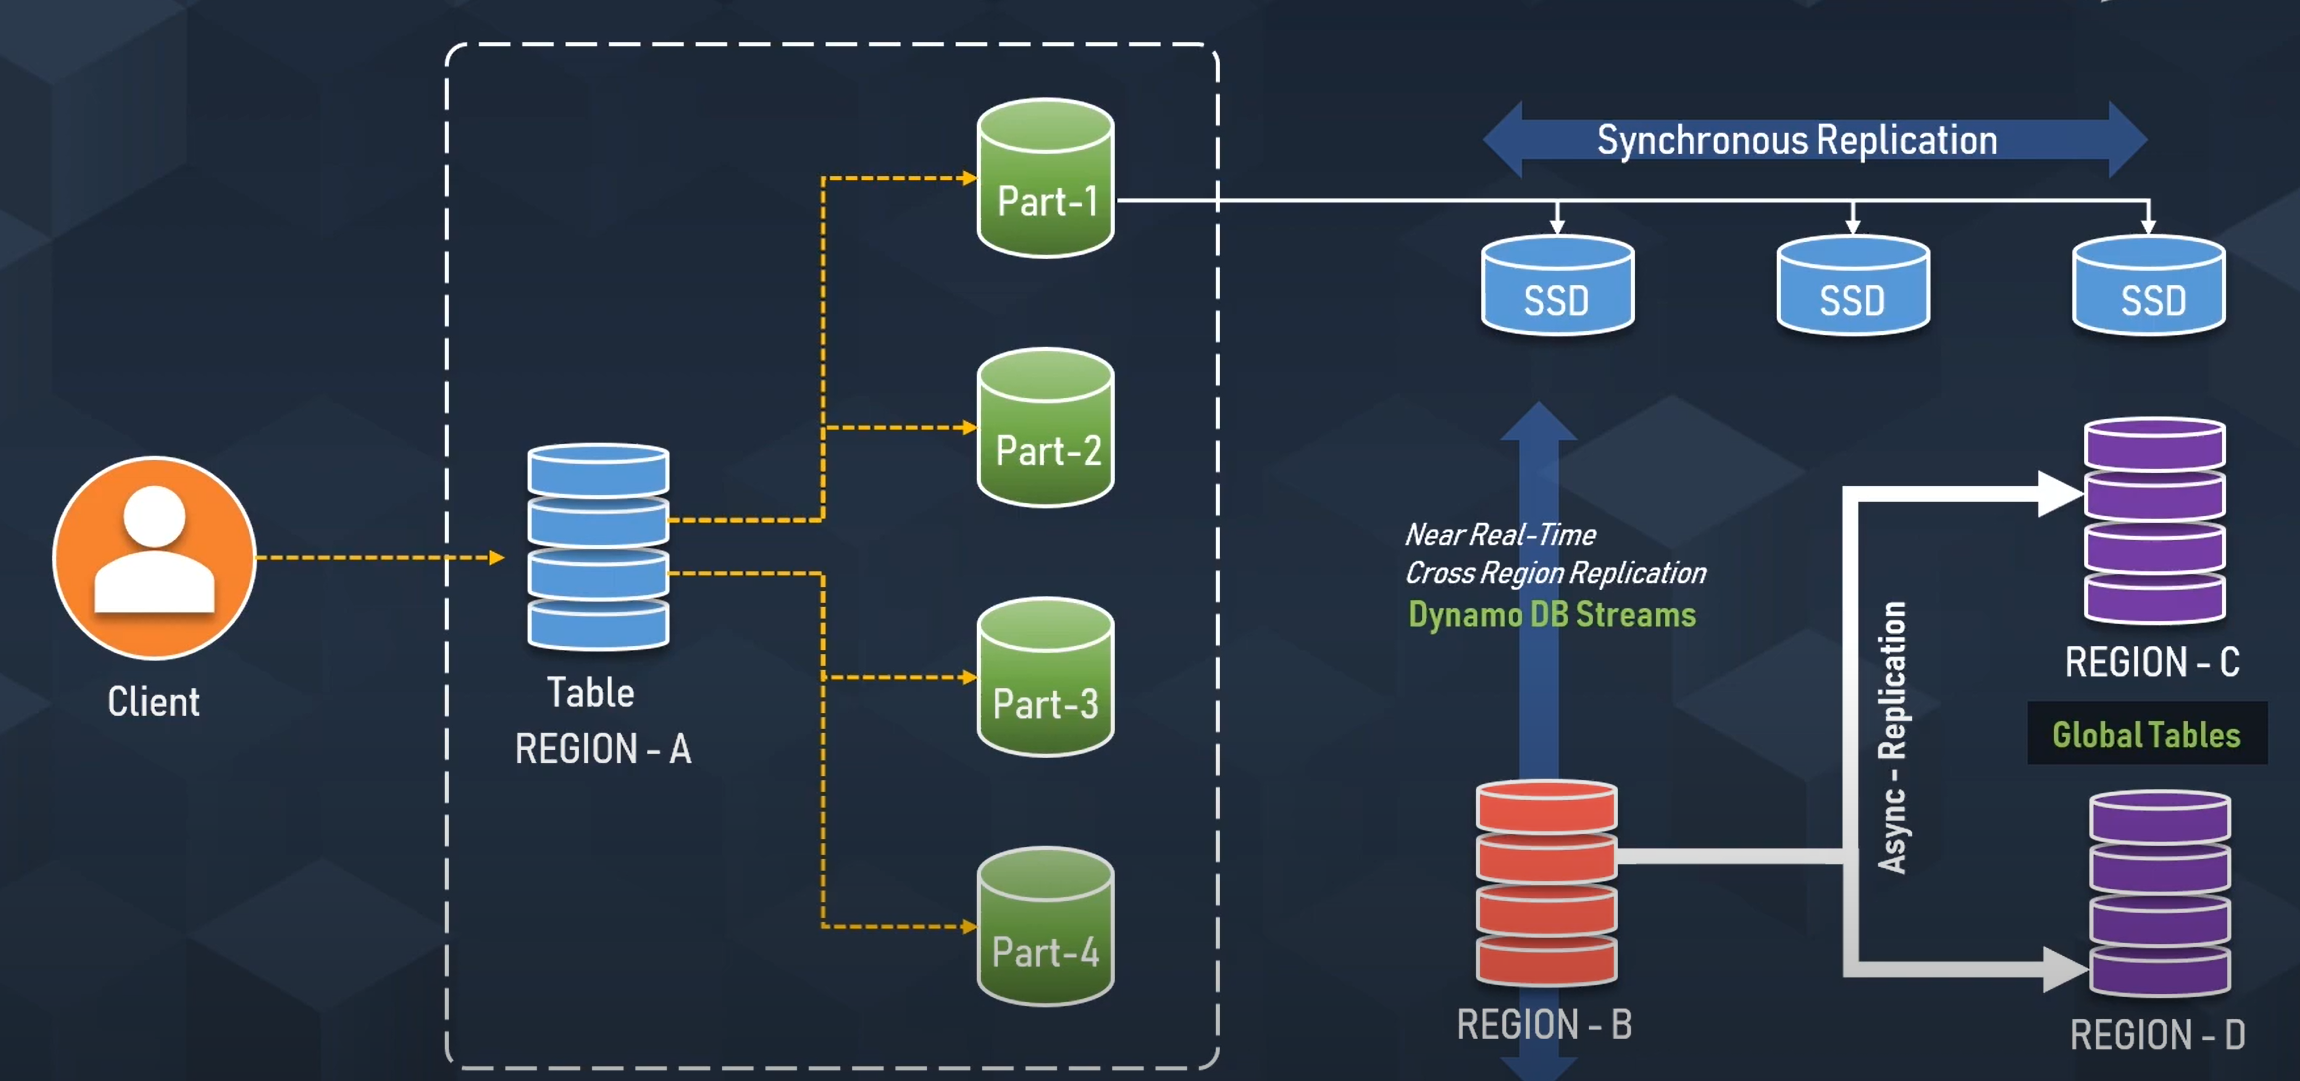 Client
Table
REGION - A
Part-1
Part-2
Part-3
Part-4
Synchronous Replication
SSD
SSD
SSD
Near Real-Time
Cross Region Replication
Dynamo DB Streams
REGION - B
Async - Replication
REGION - C
Global Tables
REGION - D